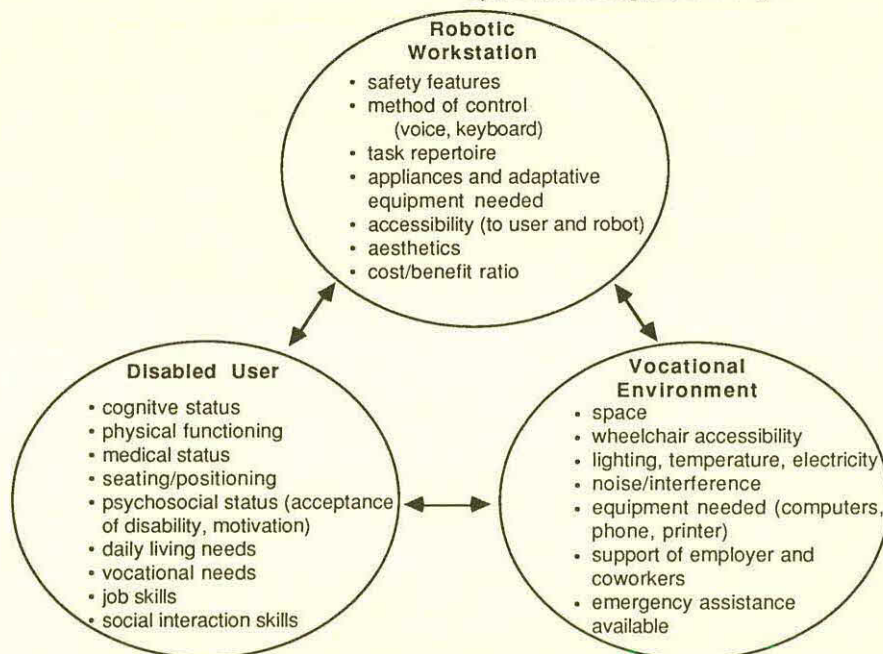 Robotic
Workstation
• safety features
• method of control
(voice, keyboard)
• task repertoire
• appliances and adaptative
equipment needed
• accessibility (to user and robot)
• aesthetics
• cost/benefit ratio
Disabled User
• cognitve status
• physical functioning
• medical status
• seating/positioning
• psychosocial status (acceptance
of disability, motivation)
• daily living needs
• vocational needs
• job skills
• social interaction skills
Vocational
Environment
• space
• wheelchair accessibility
• lighting, temperature, electricity
• noise/interference
• equipment needed (computers,
phone, printer)
• support of employer and
coworkers
• emergency assistance
available